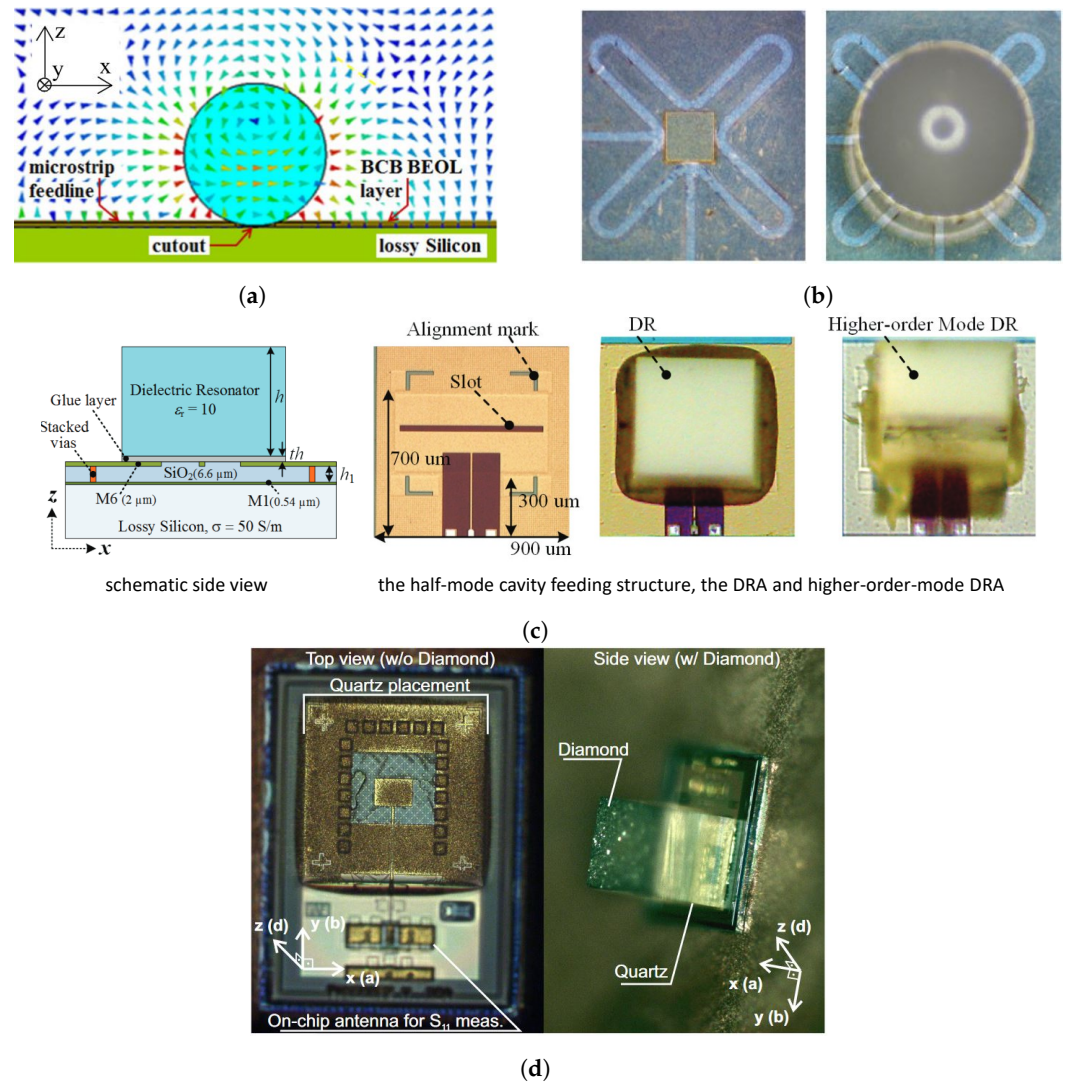 z
y
x
microstrip
feedline
BCB BEOL
layer
cutout
lossy Silicon
(a)
(b)
Dielectric Resonator
εr = 10
h
Glue layer
Stacked
vias
th
SiO₂(6.6 µm)
h₁
M6 (2 µm)
M1(0.54 µm)
z
Lossy Silicon, σ = 50 S/m
x
Alignment mark
Slot
700 um
300 um
900 um
DR
Higher-order Mode DR
schematic side view
the half-mode cavity feeding structure, the DRA and higher-order-mode DRA
(c)
Top view (w/o Diamond)
Quartz placement
z (d)
y (b)
x (a)
On-chip antenna for S₁₁ meas.
Side view (w/ Diamond)
Diamond
Quartz
z (d)
x (a)
y (b)
(d)